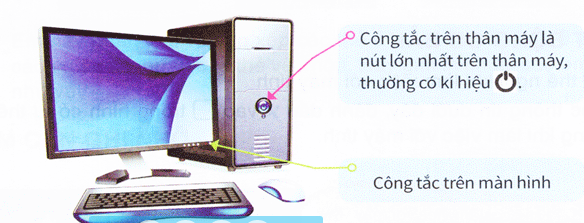 Công tắc trên thân máy là
nút lớn nhất trên thân máy,
thường có kí hiệu ⏻.
Công tắc trên màn hình